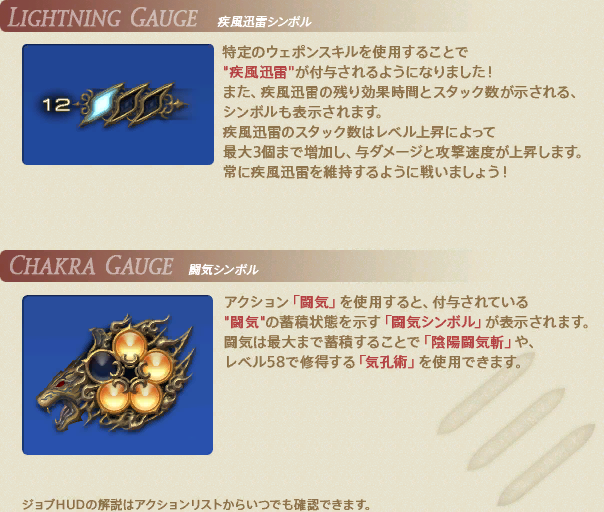 LIGHTNING GAUGE 疾風迅雷シンボル
特定のウェポンスキルを使用することで
"疾風迅雷"が付与されるようになりました！
また、疾風迅雷の残り効果時間とスタック数が示される、
シンボルも表示されます。
12
疾風迅雷のスタック数はレベル上昇によって
最大3個まで増加し、与ダメージと攻撃速度が上昇します。
常に疾風迅雷を維持するように戦いましょう！
CHAKRA GAUGE 闘気シンボル
アクション「闘気」を使用すると、付与されている
"闘気"の蓄積状態を示す「闘気シンボル」が表示されます。
闘気は最大まで蓄積することで「陰陽闘気斬」や、
レベル58で修得する「気孔術」を使用できます。
ジョブHUDの解説はアクションリストからいつでも確認できます。